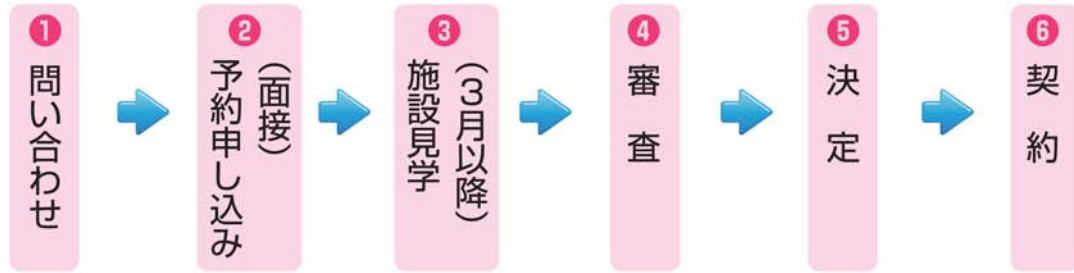 ❶
問い合わせ
❷
（面接）
予約申し込み
❸
（３月以降）
施設見学
❹
審査
❺
決定
❻
契約